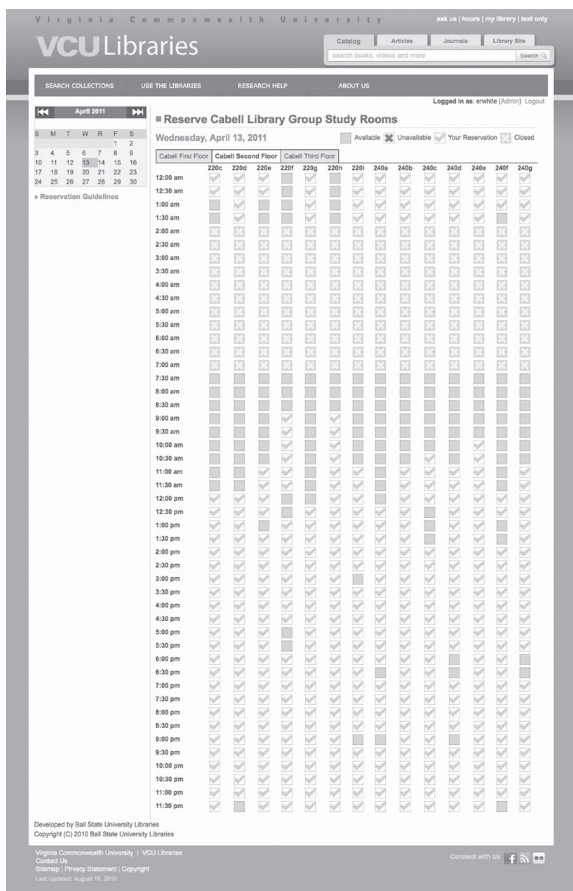 Virginia Commonwealth University
ask us | hours | my library | text only
VCU Libraries
Catalog Articles Journals Library Site
search books, videos and more Search
SEARCH COLLECTIONS USE THE LIBRARIES RESEARCH HELP ABOUT US
Logged in as: erwhite (Admin) Logout
April 2011
S M T W R F S
1 2
3 4 5 6 7 8 9
10 11 12 13 14 15 16
17 18 19 20 21 22 23
24 25 26 27 28 29 30
» Reservation Guidelines
Reserve Cabell Library Group Study Rooms
Wednesday, April 13, 2011
Available Unavailable Your Reservation Closed
Cabell First Floor Cabell Second Floor Cabell Third Floor
220c 220d 220e 220f 220g 220h 220i 240a 240b 240c 240d 240e 240f 240g
12:00 am
12:30 am
1:00 am
1:30 am
2:00 am
2:30 am
3:00 am
3:30 am
4:00 am
4:30 am
5:00 am
5:30 am
6:00 am
6:30 am
7:00 am
7:30 am
8:00 am
8:30 am
9:00 am
9:30 am
10:00 am
10:30 am
11:00 am
11:30 am
12:00 pm
12:30 pm
1:00 pm
1:30 pm
2:00 pm
2:30 pm
3:00 pm
3:30 pm
4:00 pm
4:30 pm
5:00 pm
5:30 pm
6:00 pm
6:30 pm
7:00 pm
7:30 pm
8:00 pm
8:30 pm
9:00 pm
9:30 pm
10:00 pm
10:30 pm
11:00 pm
11:30 pm
Developed by Ball State University Libraries
Copyright (C) 2010 Ball State University Libraries
Virginia Commonwealth University | VCU Libraries
Contact Us
Sitemap | Privacy Statement | Copyright
Last Updated: August 10, 2010
Connect with Us